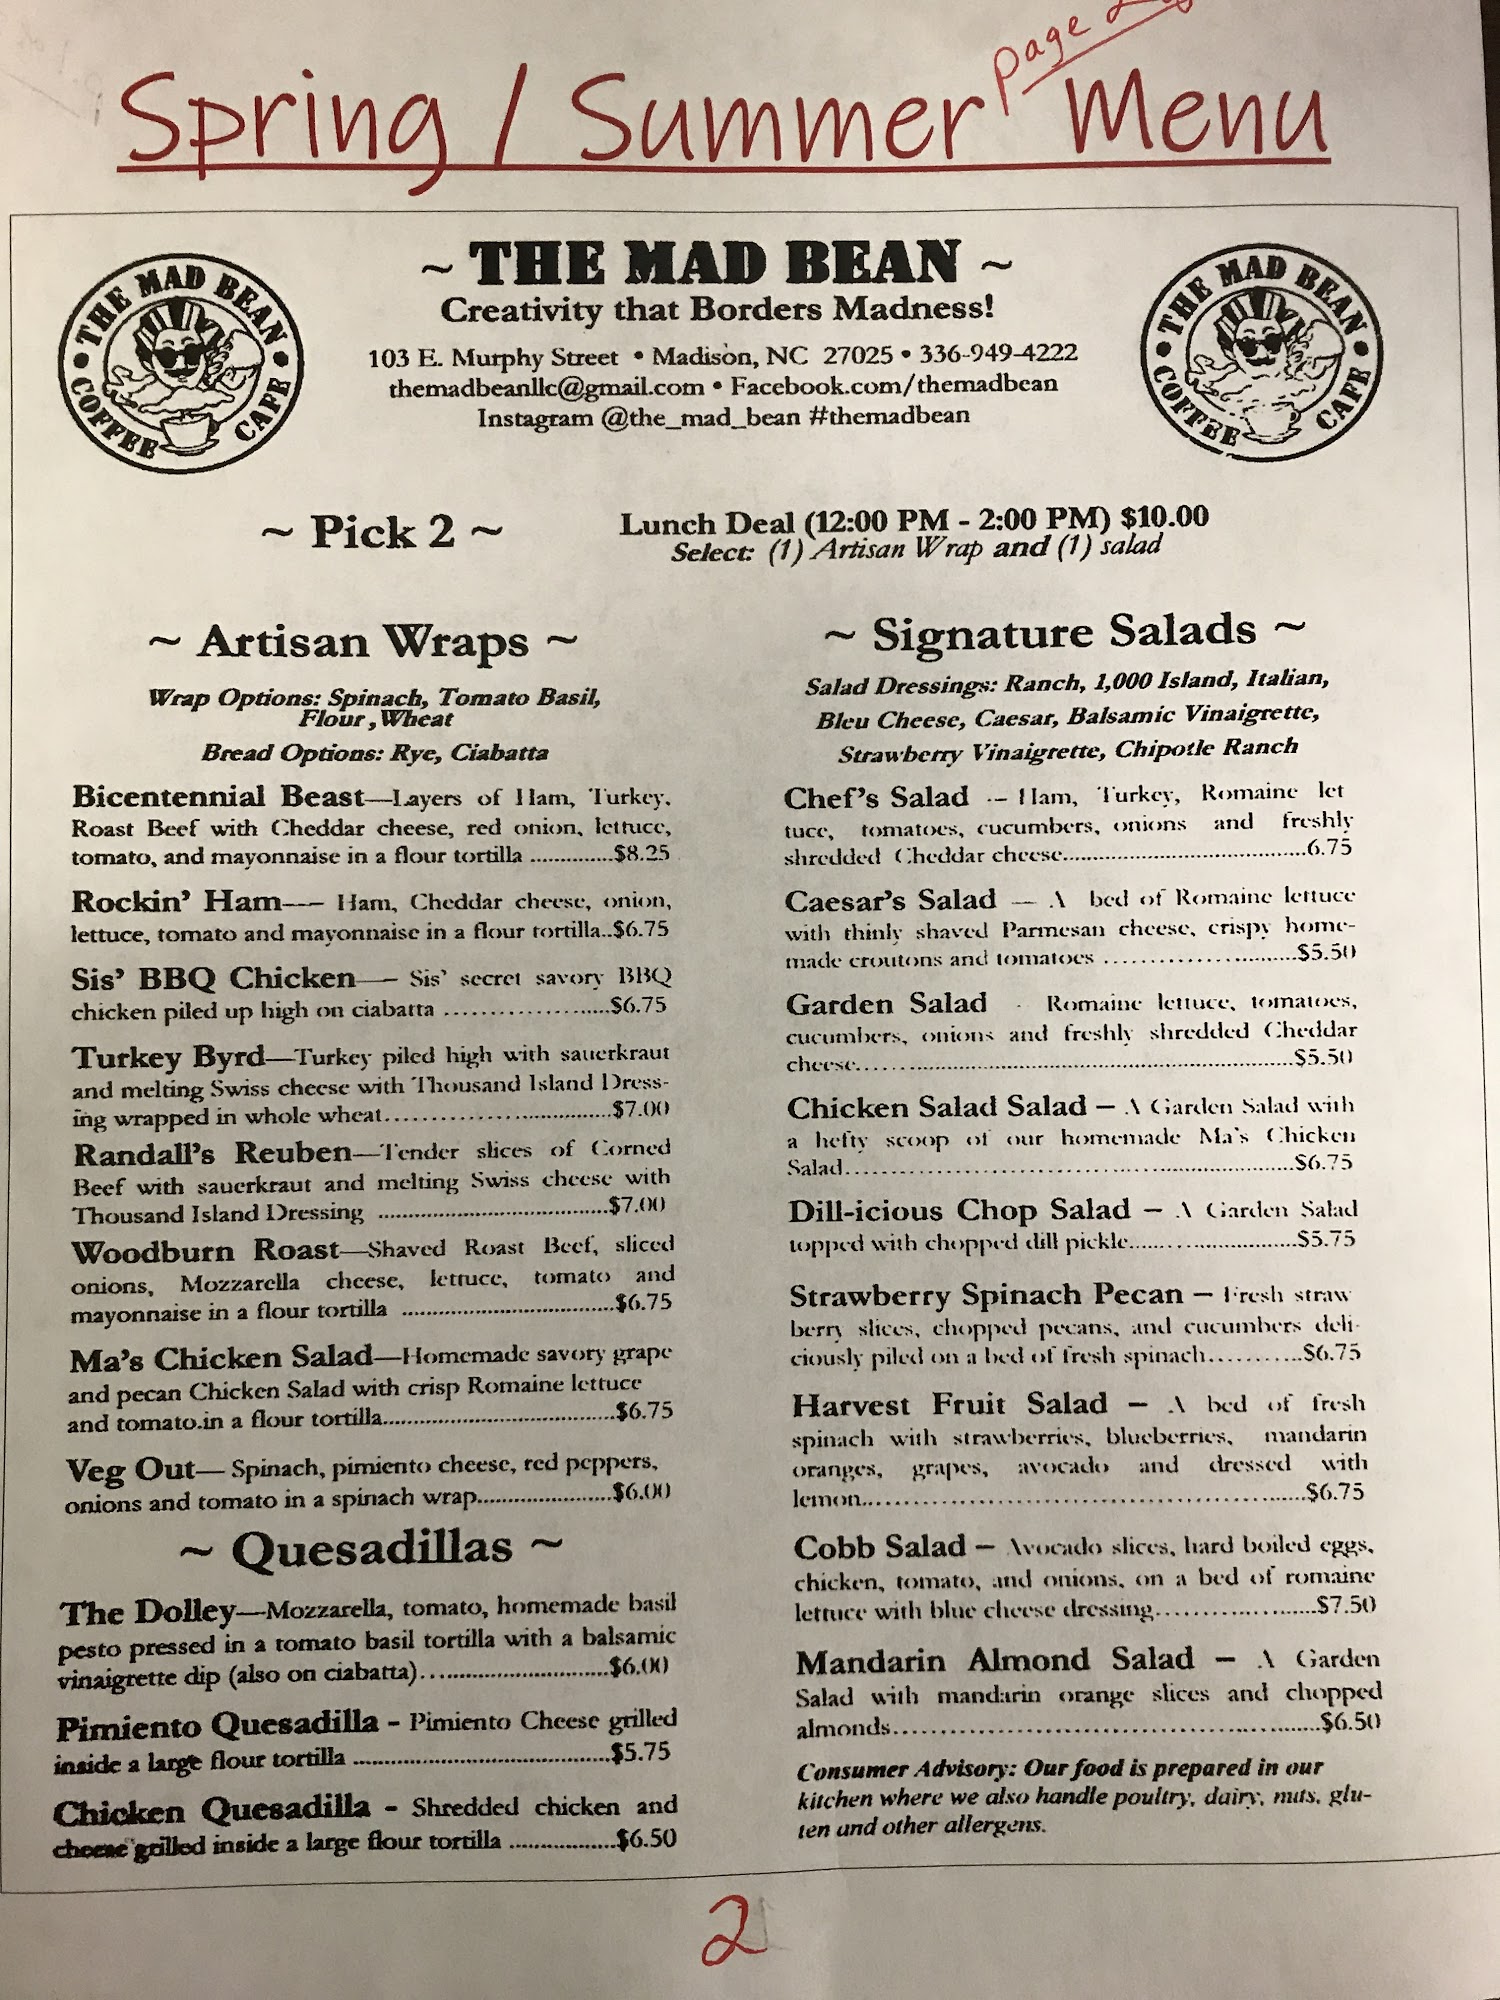 page 2
Spring / Summer Menu
THE MAD BEAN
COFFEE CAFE
~ THE MAD BEAN ~
Creativity that Borders Madness!
103 E. Murphy Street • Madison, NC 27025 • 336-949-4222
themadbeanllc@gmail.com • Facebook.com/themadbean
Instagram @the_mad_bean #themadbean
THE MAD BEAN
COFFEE CAFE
~ Pick 2 ~
Lunch Deal (12:00 PM - 2:00 PM) $10.00
Select: (1) Artisan Wrap and (1) salad
~ Artisan Wraps ~
Wrap Options: Spinach, Tomato Basil,
Flour ,Wheat
Bread Options: Rye, Ciabatta
Bicentennial Beast—Layers of Ham, Turkey,
Roast Beef with Cheddar cheese, red onion, lettuce,
tomato, and mayonnaise in a flour tortilla ..............$8.25
Rockin' Ham--- Ham, Cheddar cheese, onion,
lettuce, tomato and mayonnaise in a flour tortilla..$6.75
Sis' BBQ Chicken—- Sis' secret savory BBQ
chicken piled up high on ciabatta ......................$6.75
Turkey Byrd—Turkey piled high with sauerkraut
and melting Swiss cheese with Thousand Island Dress-
ing wrapped in whole wheat.................................$7.00
Randall's Reuben—Tender slices of Corned
Beef with sauerkraut and melting Swiss cheese with
Thousand Island Dressing .....................................$7.00
Woodburn Roast—Shaved Roast Beef, sliced
onions, Mozzarella cheese, lettuce, tomato and
mayonnaise in a flour tortilla ..................................$6.75
Ma's Chicken Salad—Homemade savory grape
and pecan Chicken Salad with crisp Romaine lettuce
and tomato.in a flour tortilla.....................................$6.75
Veg Out— Spinach, pimiento cheese, red peppers,
onions and tomato in a spinach wrap......................$6.00
~ Quesadillas ~
The Dolley—Mozzarella, tomato, homemade basil
pesto pressed in a tomato basil tortilla with a balsamic
vinaigrette dip (also on ciabatta).............................$6.00
Pimiento Quesadilla - Pimiento Cheese grilled
inside a large flour tortilla .........................................$5.75
Chicken Quesadilla - Shredded chicken and
cheese grilled inside a large flour tortilla .................$6.50
~ Signature Salads ~
Salad Dressings: Ranch, 1,000 Island, Italian,
Bleu Cheese, Caesar, Balsamic Vinaigrette,
Strawberry Vinaigrette, Chipotle Ranch
Chef's Salad -- Ham, Turkey, Romaine let
tuce, tomatoes, cucumbers, onions and freshly
shredded Cheddar cheese.......................................6.75
Caesar's Salad — A bed of Romaine lettuce
with thinly shaved Parmesan cheese, crispy home-
made croutons and tomatoes ...........................$5.50
Garden Salad - Romaine lettuce, tomatoes,
cucumbers, onions and freshly shredded Cheddar
cheese.....................................................................$5.50
Chicken Salad Salad – A Garden Salad with
a hefty scoop of our homemade Ma's Chicken
Salad.................................................................$6.75
Dill-icious Chop Salad – A Garden Salad
topped with chopped dill pickle...........................$5.75
Strawberry Spinach Pecan – Fresh straw
berry slices, chopped pecans, and cucumbers deli-
ciously piled on a bed of fresh spinach............$6.75
Harvest Fruit Salad – A bed of fresh
spinach with strawberries, blueberries, mandarin
oranges, grapes, avocado and dressed with
lemon.................................................................$6.75
Cobb Salad – Avocado slices, hard boiled eggs,
chicken, tomato, and onions, on a bed of romaine
lettuce with blue cheese dressing......................$7.50
Mandarin Almond Salad – A Garden
Salad with mandarin orange slices and chopped
almonds............................................................$6.50
Consumer Advisory: Our food is prepared in our
kitchen where we also handle poultry, dairy, nuts, glu-
ten and other allergens.
2